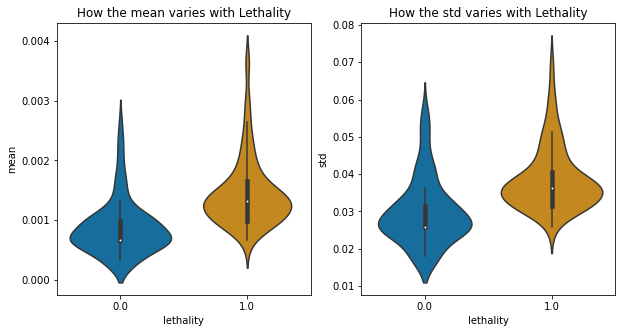 How the mean varies with Lethality
0.004
0.003
0.002
0.001
0.000
mean
0.0
1.0
lethality
How the std varies with Lethality
0.08
0.07
0.06
0.05
0.04
0.03
0.02
0.01
std
0.0
1.0
lethality